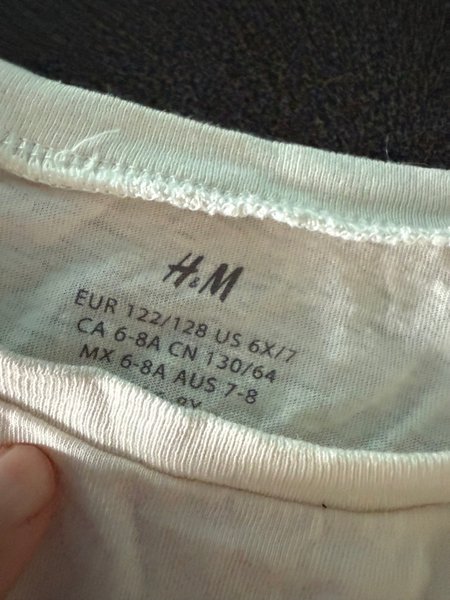 H&M
EUR 122/128 US 6X/7
CA 6-8A CN 130/64
MX 6-8A AUS 7-8